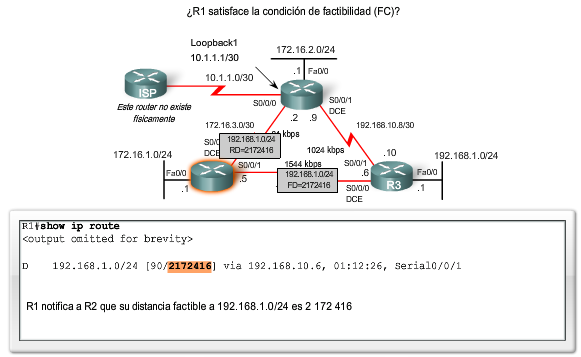 ¿R1 satisface la condición de factibilidad (FC)?
Loopback1
10.1.1.1/30
172.16.2.0/24
.1
Fa0/0
10.1.1.0/30
ISP
Este router no existe
físicamente
S0/0/0
S0/0/1
DCE
.2
.9
172.16.3.0/30
192.168.10.8/30
S0/0/0
DCE
192.168.1.0/24
RD=2172416
kbps
1024 kbps
172.16.1.0/24
192.168.1.0/24
Fa0/0
.1
S0/0/1
.5
1544 kbps
192.168.1.0/24
FD=2172416
S0/0/1
.6
.10
R3
S0/0/0
DCE
Fa0/0
.1
R1#show ip route
<output omitted for brevity>
D 192.168.1.0/24 [90/2172416] via 192.168.10.6, 01:12:26, Serial0/0/1
R1 notifica a R2 que su distancia factible a 192.168.1.0/24 es 2 172 416